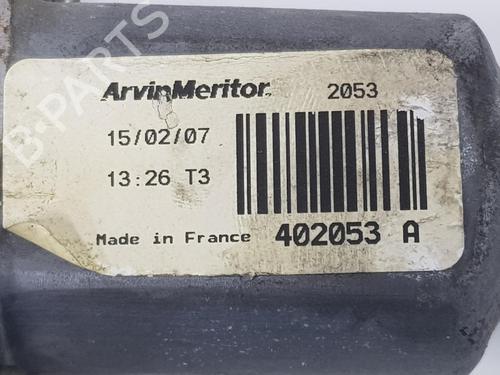 ArvinMeritor 2053
15/02/07
13:26 T3
Made in France 402053 A
B-PARTS